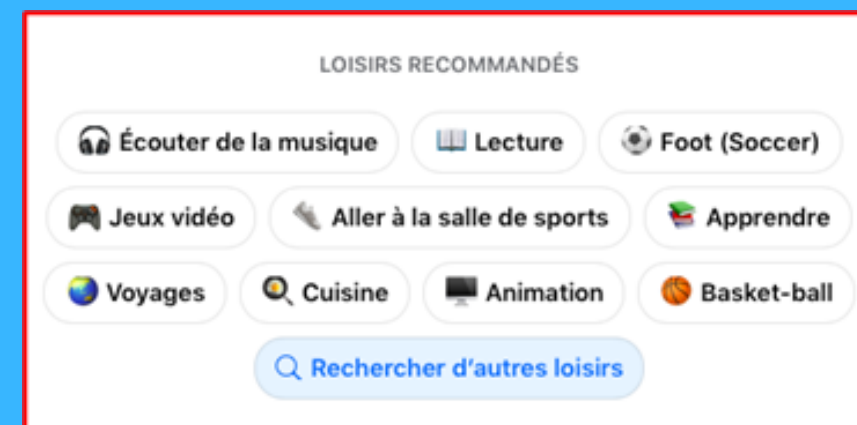 LOISIRS RECOMMANDÉS
Écouter de la musique Lecture Foot (Soccer)
Jeux vidéo Aller à la salle de sports Apprendre
Voyages Cuisine Animation Basket-ball
Rechercher d'autres loisirs